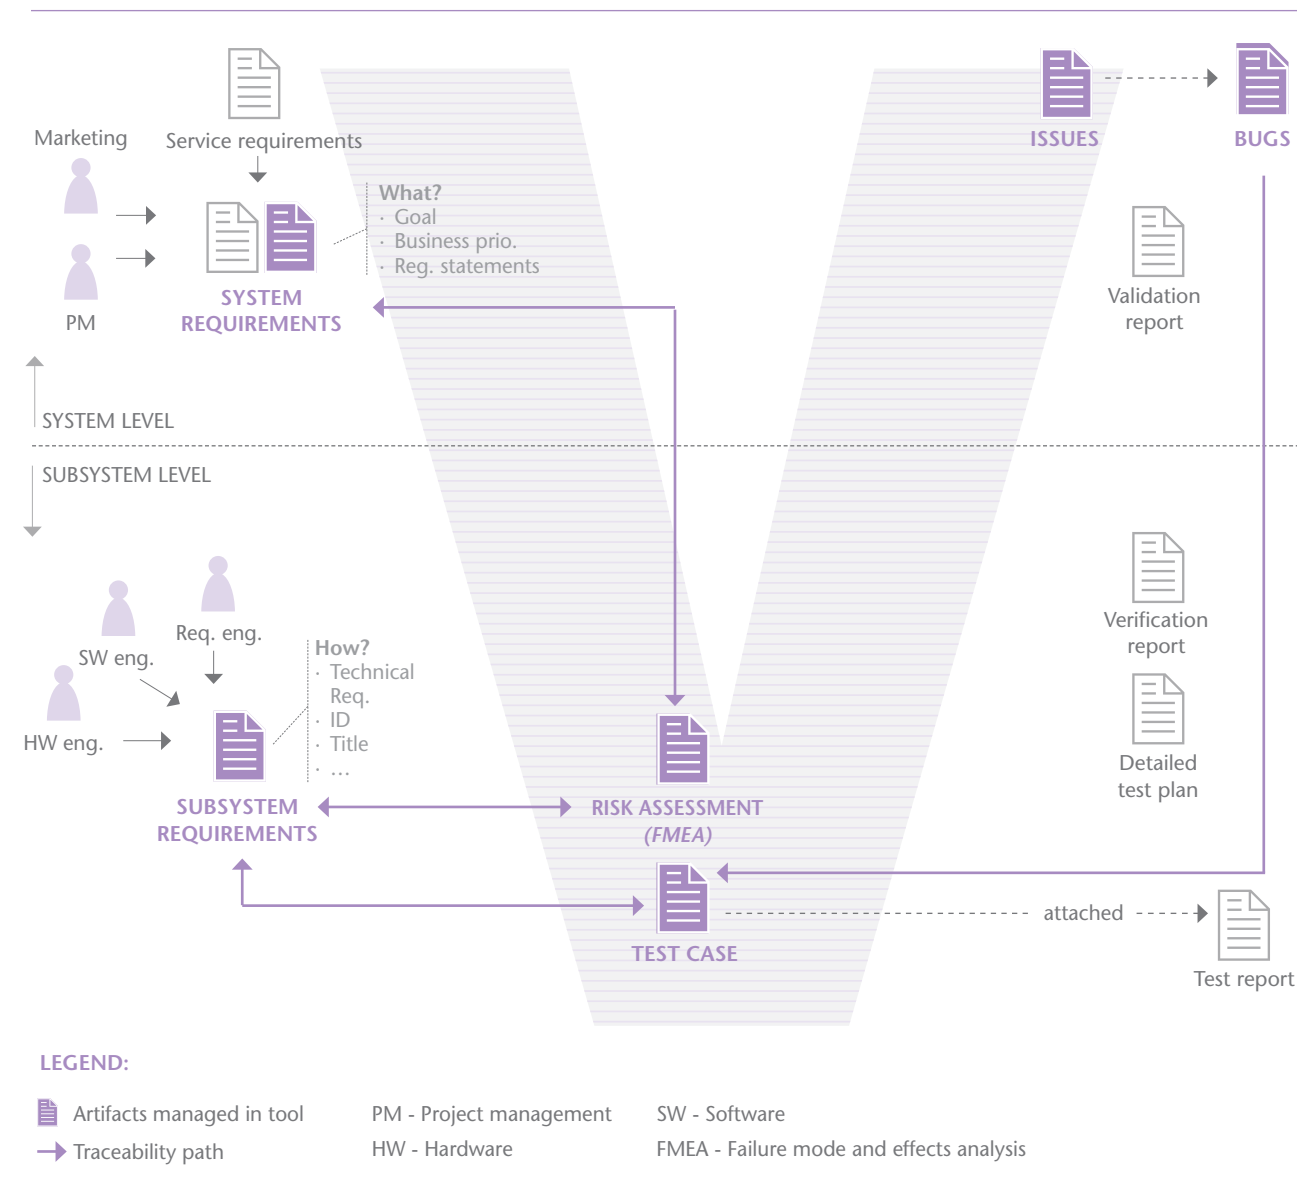 Marketing
Service requirements
ISSUES
BUGS
What?
· Goal
· Business prio.
· Reg. statements
SYSTEM
REQUIREMENTS
PM
Validation
report
SYSTEM LEVEL
SUBSYSTEM LEVEL
Req. eng.
SW eng.
HW eng.
How?
· Technical
Req.
· ID
· Title
· ...
Verification
report
Detailed
test plan
SUBSYSTEM
REQUIREMENTS
RISK ASSESSMENT
(FMEA)
TEST CASE
attached
Test report
LEGEND:
Artifacts managed in tool
PM - Project management
SW - Software
Traceability path
HW - Hardware
FMEA - Failure mode and effects analysis